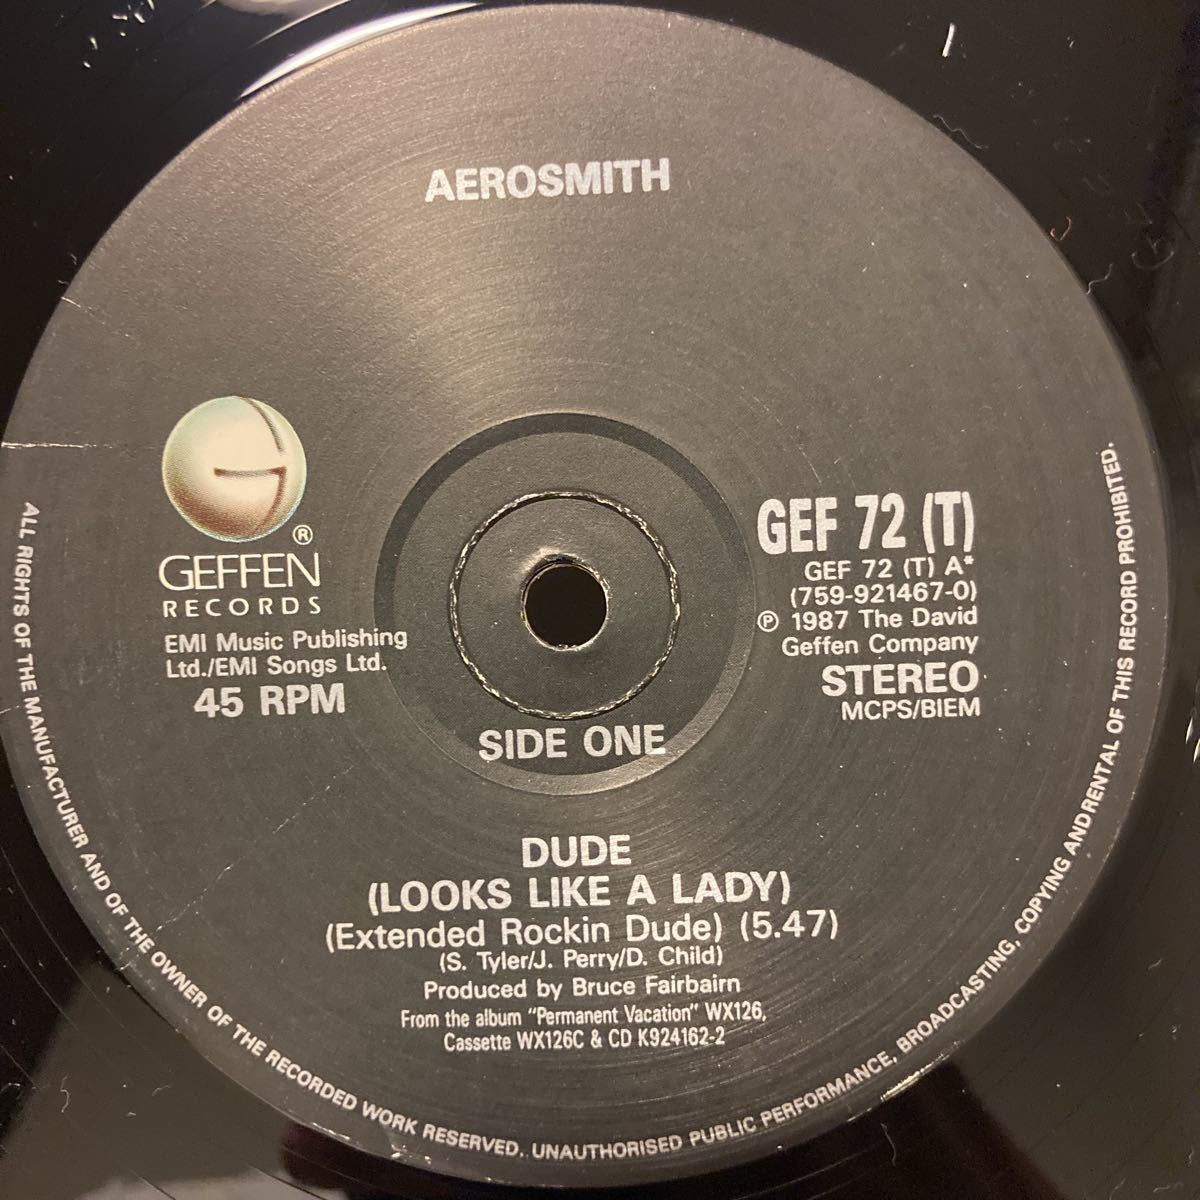 AEROSMITH
®
GEFFEN
RECORDS
EMI Music Publishing
Ltd./EMI Songs Ltd.
45 RPM
GEF 72 (T)
GEF 72 (T) A*
(759-921467-0)
℗ 1987 The David
Geffen Company
STEREO
MCPS/BIEM
SIDE ONE
DUDE
(LOOKS LIKE A LADY)
(Extended Rockin Dude) (5.47)
(S. Tyler/J. Perry/D. Child)
Produced by Bruce Fairbairn
From the album "Permanent Vacation" WX126,
Cassette WX126C & CD K924162-2
ALL RIGHTS OF THE MANUFACTURER AND OF THE OWNER OF THE RECORDED WORK RESERVED. UNAUTHORISED PUBLIC PERFORMANCE, BROADCASTING, COPYING ANDRENTAL OF THIS RECORD PROHIBITED.